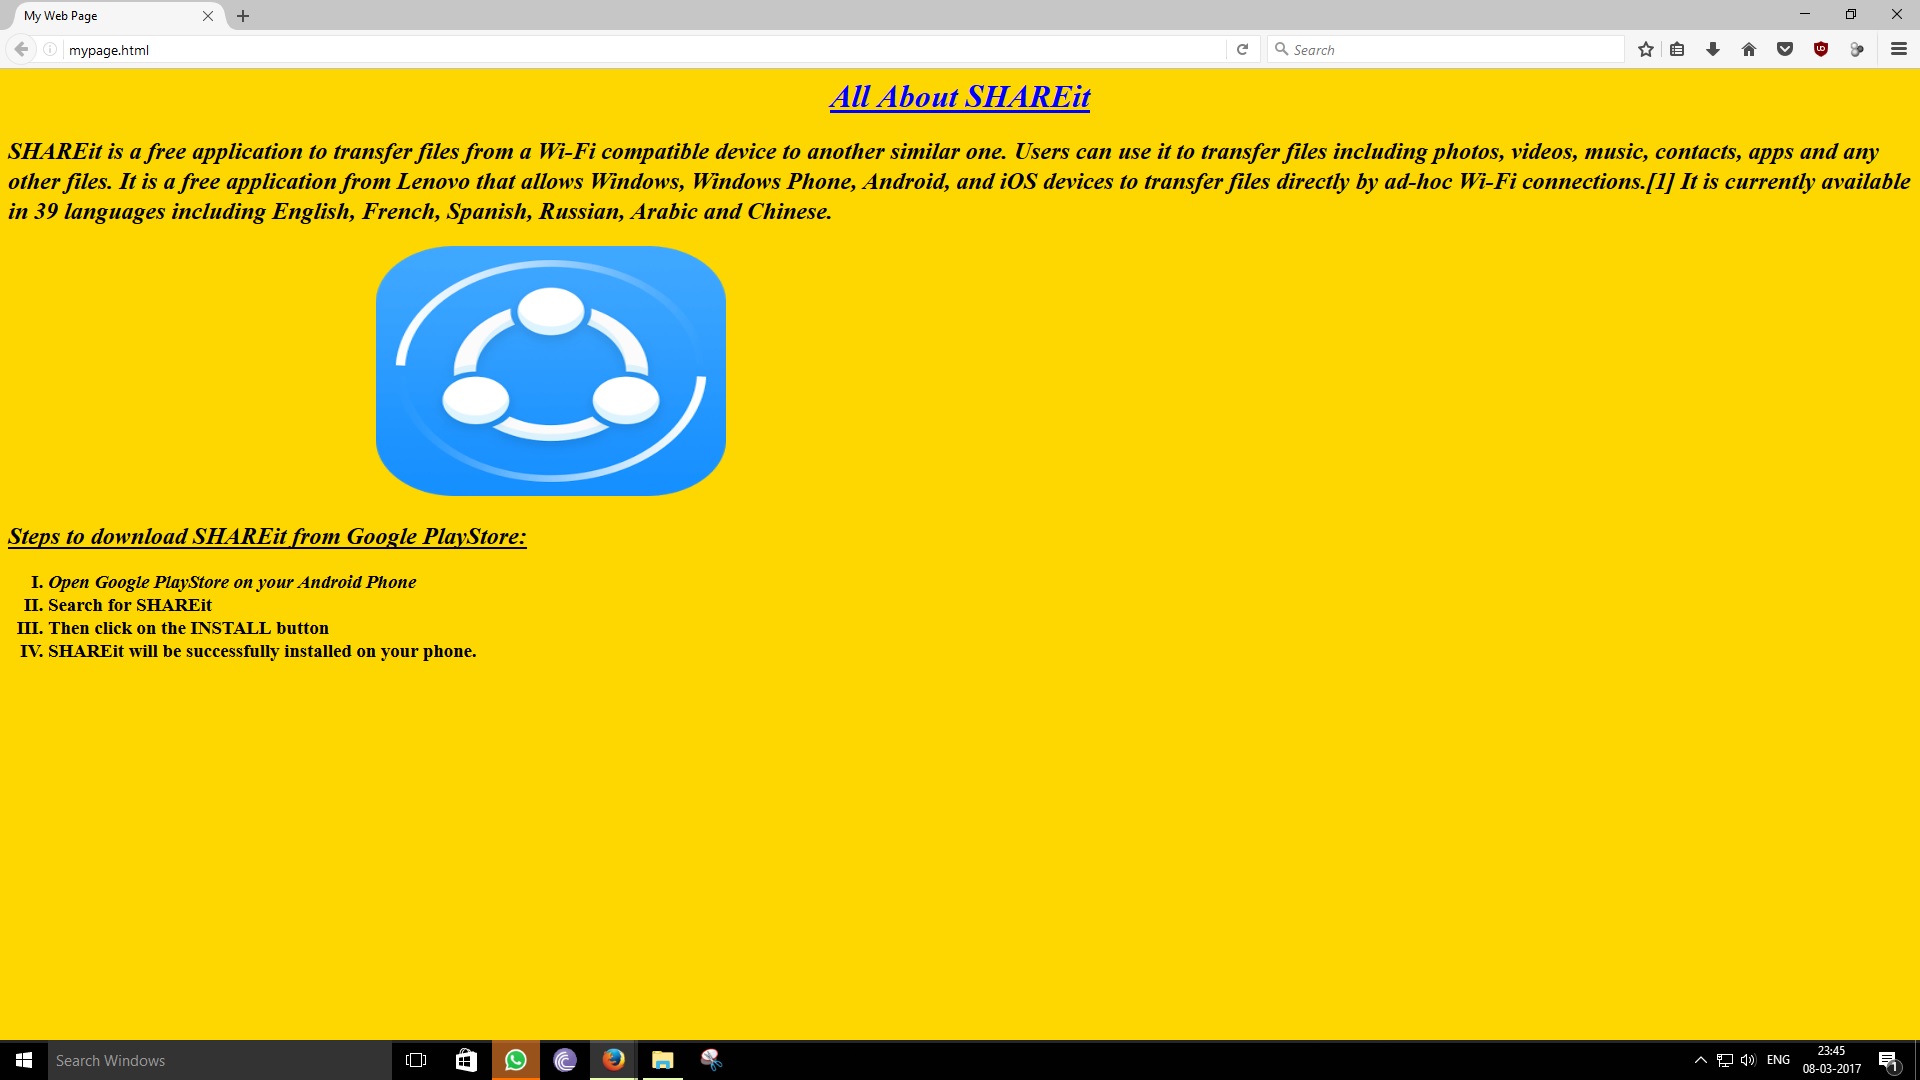 My Web Page
mypage.html
Search
All About SHAREit
SHAREit is a free application to transfer files from a Wi-Fi compatible device to another similar one. Users can use it to transfer files including photos, videos, music, contacts, apps and any
other files. It is a free application from Lenovo that allows Windows, Windows Phone, Android, and iOS devices to transfer files directly by ad-hoc Wi-Fi connections.[1] It is currently available
in 39 languages including English, French, Spanish, Russian, Arabic and Chinese.
Steps to download SHAREit from Google PlayStore:
I. Open Google PlayStore on your Android Phone
II. Search for SHAREit
III. Then click on the INSTALL button
IV. SHAREit will be successfully installed on your phone.
Search Windows
ENG
23:45
08-03-2017
1